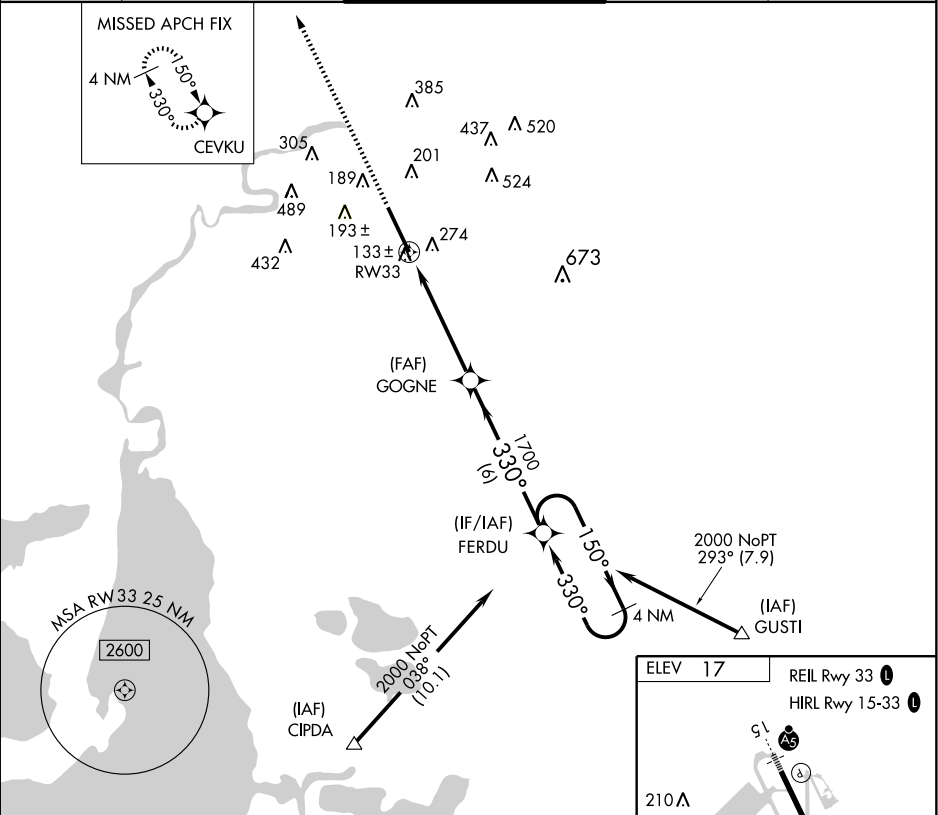 MISSED APCH FIX
4 NM
150°
330°
CEVKU
385
437
520
305
201
189
524
489
193 ±
274
133 ±
432
RW33
673
(FAF)
GOGNE
1700
330°
(6)
(IF/IAF)
FERDU
150°
330°
4 NM
2000 NoPT
293° (7.9)
(IAF)
GUSTI
MSA RW33 25 NM
2600
2000 NoPT
038°
(10.1)
(IAF)
CIPDA
ELEV 17
REIL Rwy 33 L
HIRL Rwy 15-33 L
15
A5
P
210